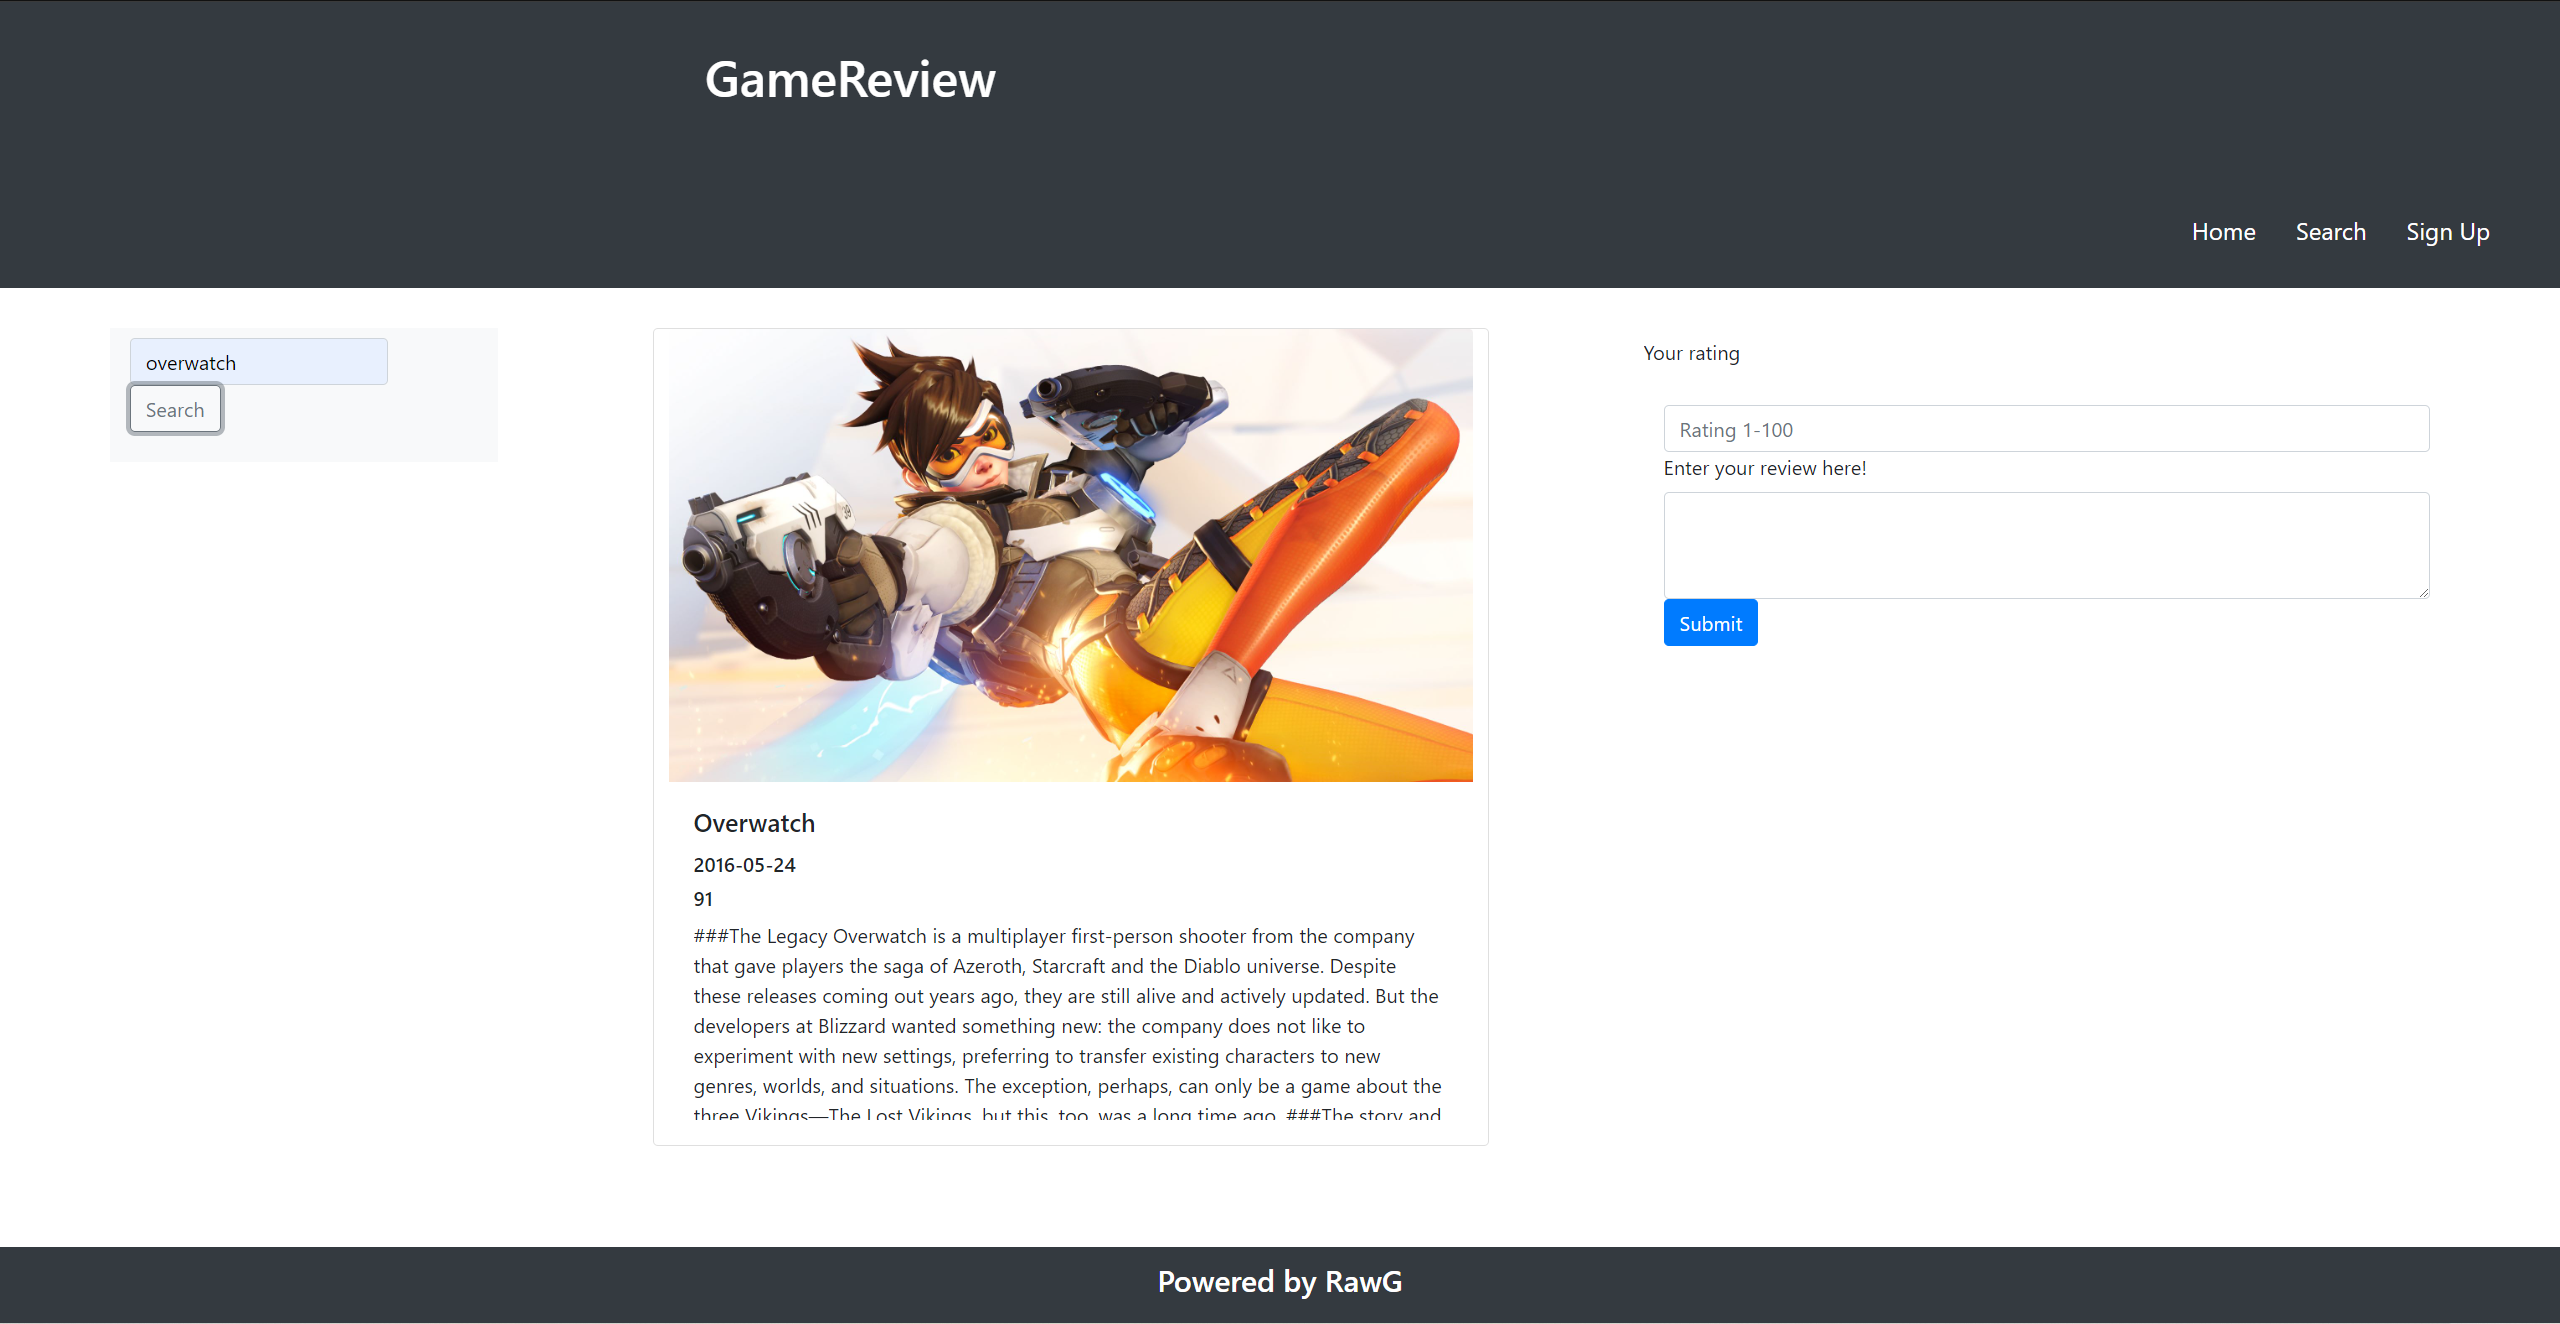 GameReview
Home Search Sign Up
overwatch
Search
Overwatch
2016-05-24
91
###The Legacy Overwatch is a multiplayer first-person shooter from the company
that gave players the saga of Azeroth, Starcraft and the Diablo universe. Despite
these releases coming out years ago, they are still alive and actively updated. But the
developers at Blizzard wanted something new: the company does not like to
experiment with new settings, preferring to transfer existing characters to new
genres, worlds, and situations. The exception, perhaps, can only be a game about the
three Vikings—The Lost Vikings, but this, too, was a long time ago. ###The story and
Your rating
Rating 1-100
Enter your review here!
Submit
Powered by RawG